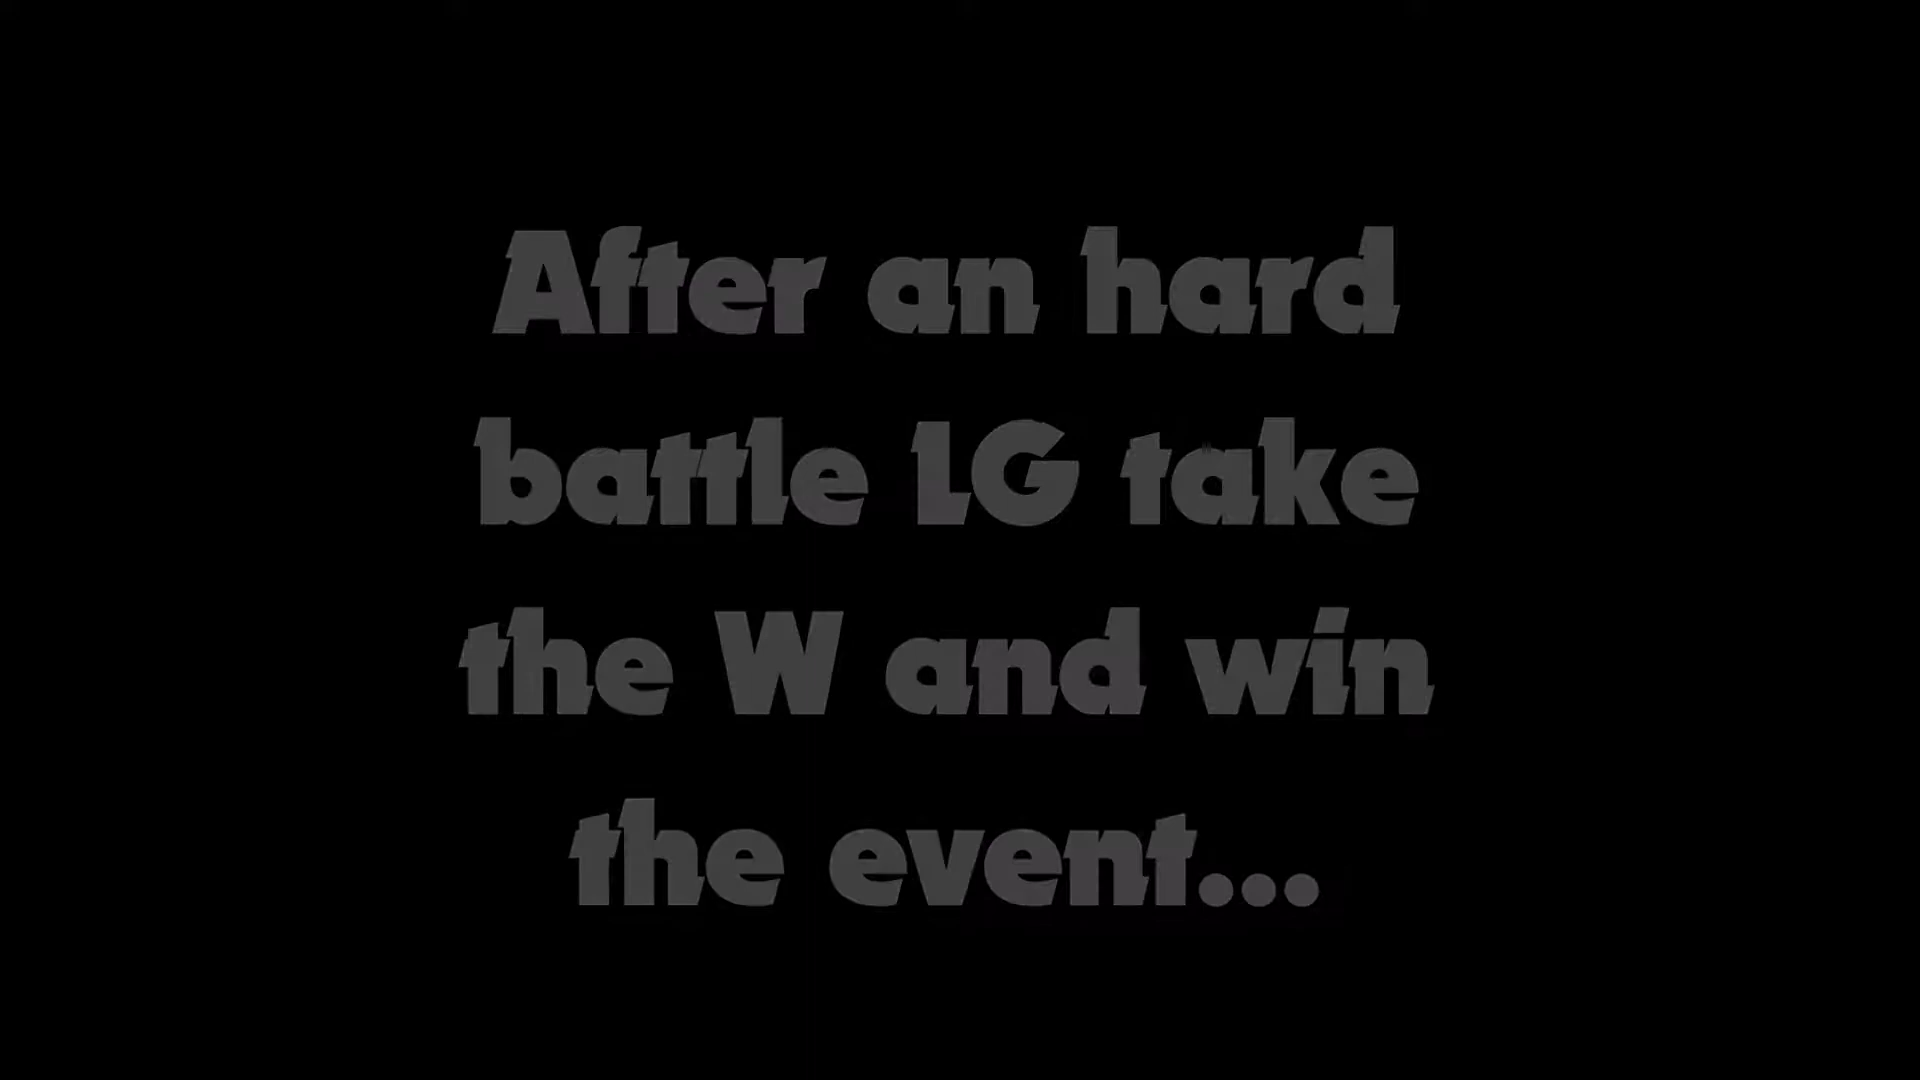 After an hard
battle LG take
the W and win
the event...